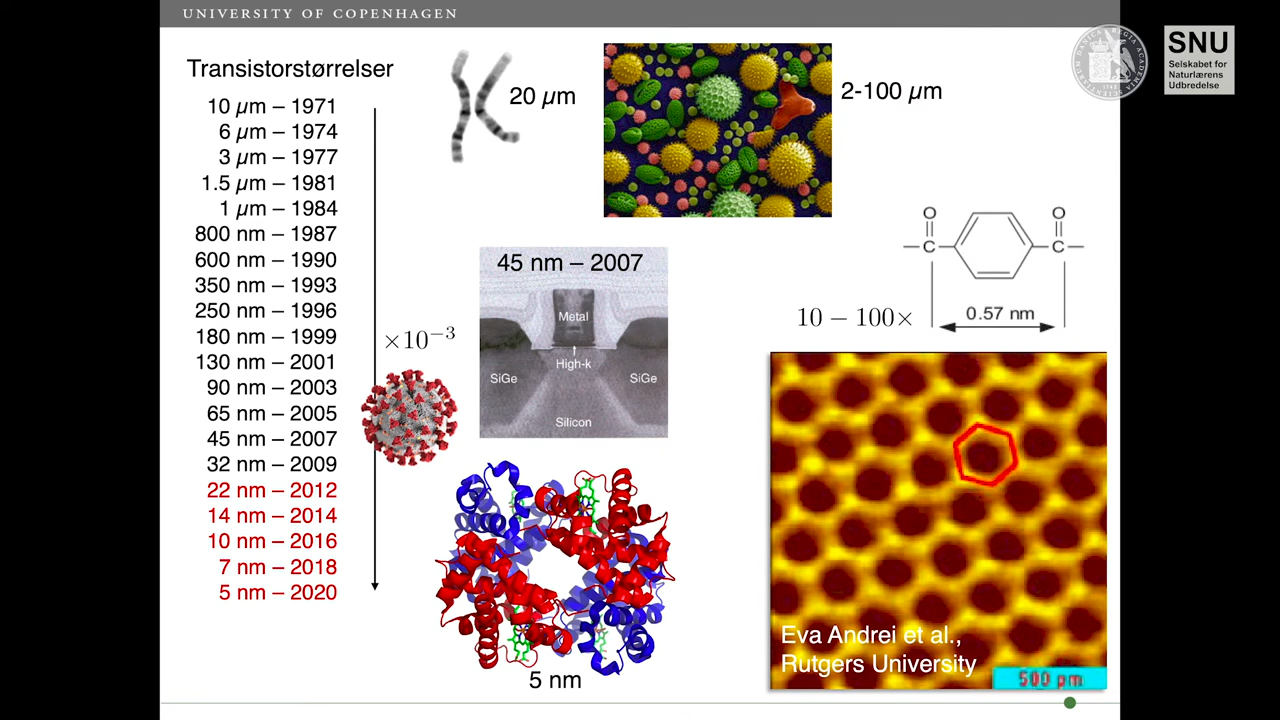 UNIVERSITY OF COPENHAGEN
SNU
Selskabet for
Naturlærens
Udbredelse
Transistorstørrelser
10 µm – 1971
6 µm – 1974
3 µm – 1977
1.5 µm – 1981
1 µm – 1984
800 nm – 1987
600 nm – 1990
350 nm – 1993
250 nm – 1996
180 nm – 1999
130 nm – 2001
90 nm – 2003
65 nm – 2005
45 nm – 2007
32 nm – 2009
22 nm – 2012
14 nm – 2014
10 nm – 2016
7 nm – 2018
5 nm – 2020
×10⁻³
20 µm
2-100 µm
45 nm – 2007
Metal
High-k
SiGe
SiGe
Silicon
5 nm
O O
C C
0.57 nm
10 – 100×
Eva Andrei et al.,
Rutgers University
500 pm